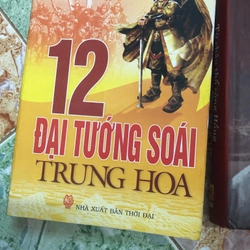 12
ĐẠI TƯỚNG SOÁI
TRUNG HOA
NHÀ XUẤT BẢN THỜI ĐẠI